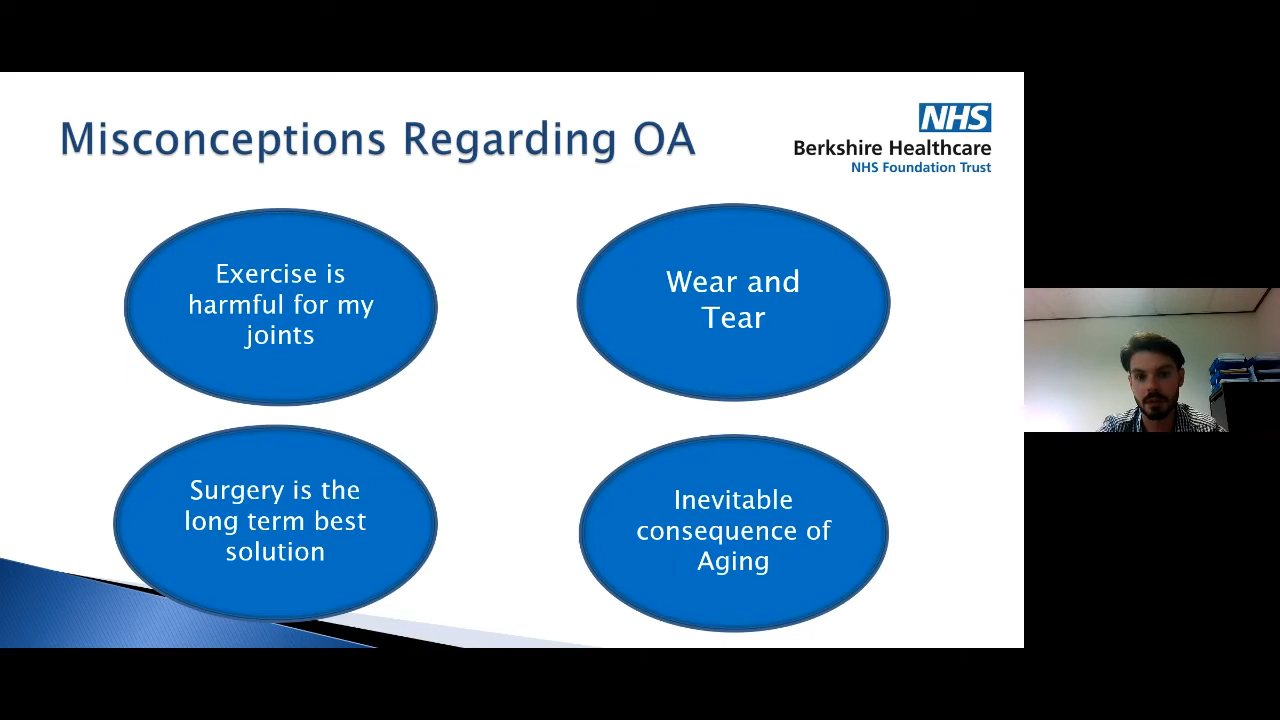 Misconceptions Regarding OA
NHS
Berkshire Healthcare
NHS Foundation Trust
Exercise is
harmful for my
joints
Wear and
Tear
Surgery is the
long term best
solution
Inevitable
consequence of
Aging